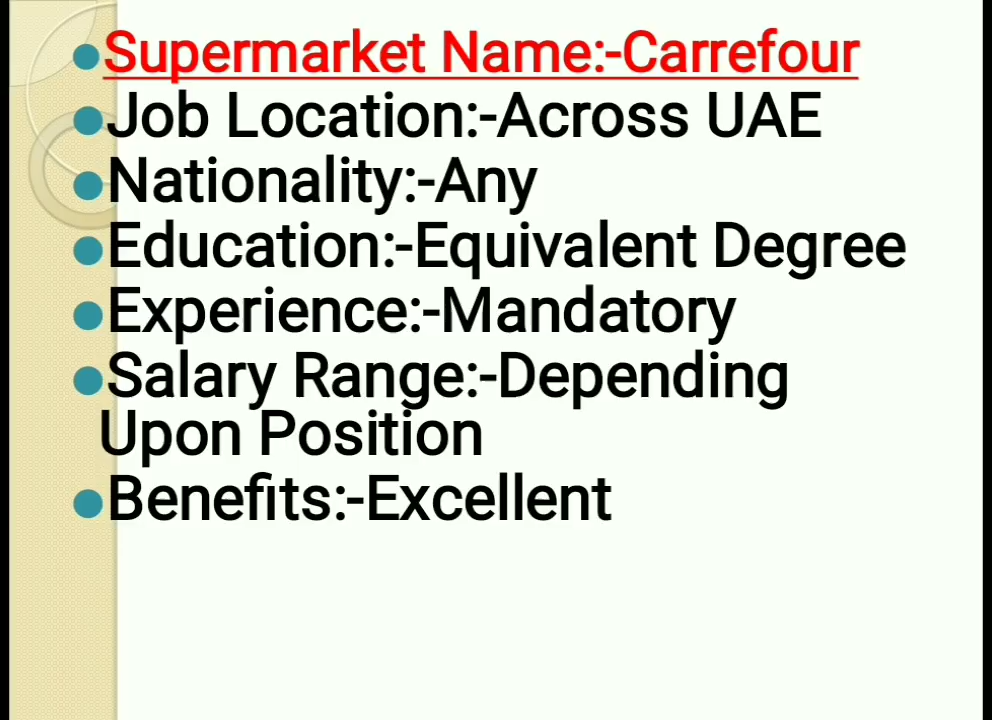 Supermarket Name:-Carrefour
Job Location:-Across UAE
Nationality:-Any
Education:-Equivalent Degree
Experience:-Mandatory
Salary Range:-Depending
Upon Position
Benefits:-Excellent